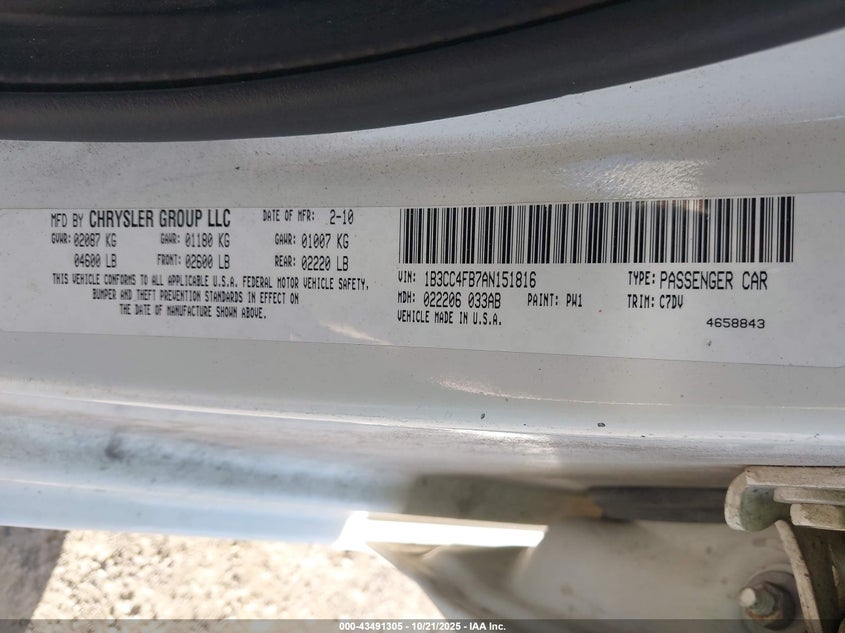 MFD BY CHRYSLER GROUP LLC DATE OF MFR: 2-10
GVWR: 02087 KG GAWR: 01180 KG GAWR: 01007 KG
04600 LB FRONT: 02600 LB REAR: 02220 LB
THIS VEHICLE CONFORMS TO ALL APPLICABLE U.S.A. FEDERAL MOTOR VEHICLE SAFETY,
BUMPER AND THEFT PREVENTION STANDARDS IN EFFECT ON
THE DATE OF MANUFACTURE SHOWN ABOVE.
VIN: 1B3CC4FB7AN151816 TYPE: PASSENGER CAR
MDH: 022206 033AB PAINT: PW1 TRIM: C7DV
VEHICLE MADE IN U.S.A.
4658843
000-43491305 - 10/21/2025 - IAA Inc.